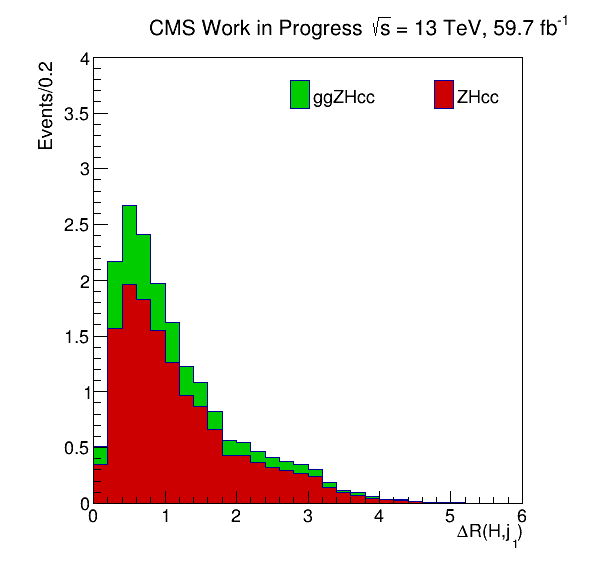 CMS Work in Progress √s = 13 TeV, 59.7 fb⁻¹
Events/0.2
4
3.5
3
2.5
2
1.5
1
0.5
0
ggZHcc
ZHcc
0 1 2 3 4 5 6
ΔR(H,j₁)